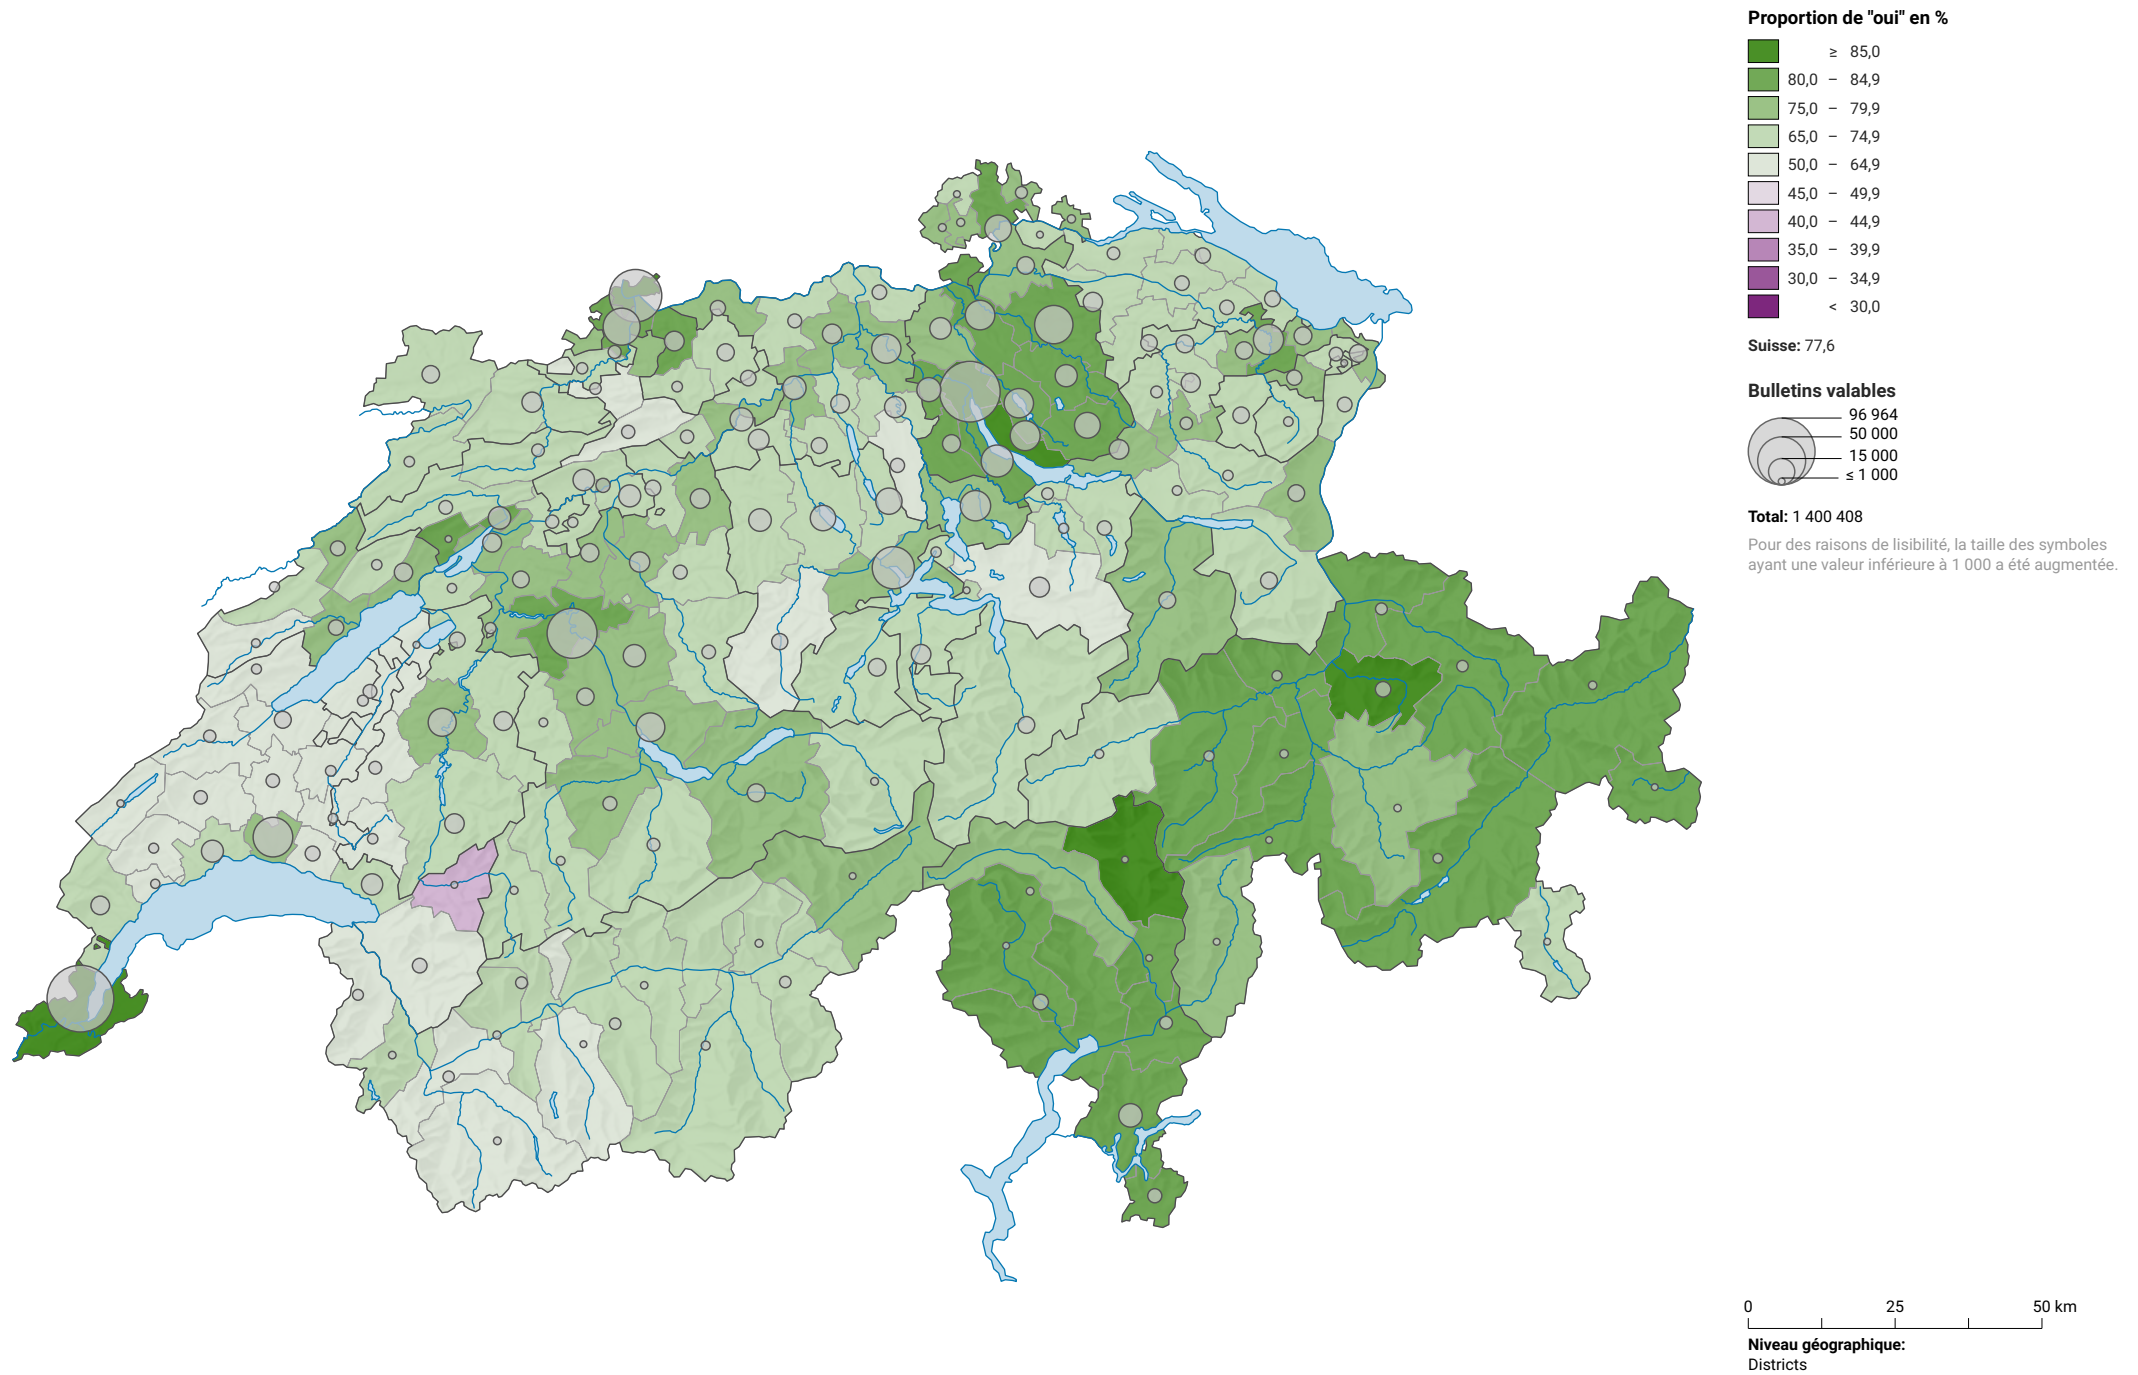 Proportion de "oui" en %
≥ 85,0
80,0 – 84,9
75,0 – 79,9
65,0 – 74,9
50,0 – 64,9
45,0 – 49,9
40,0 – 44,9
35,0 – 39,9
30,0 – 34,9
< 30,0
Suisse: 77,6
Bulletins valables
96 964
50 000
15 000
≤ 1 000
Total: 1 400 408
Pour des raisons de lisibilité, la taille des symboles
ayant une valeur inférieure à 1 000 a été augmentée.
0 25 50 km
Niveau géographique:
Districts